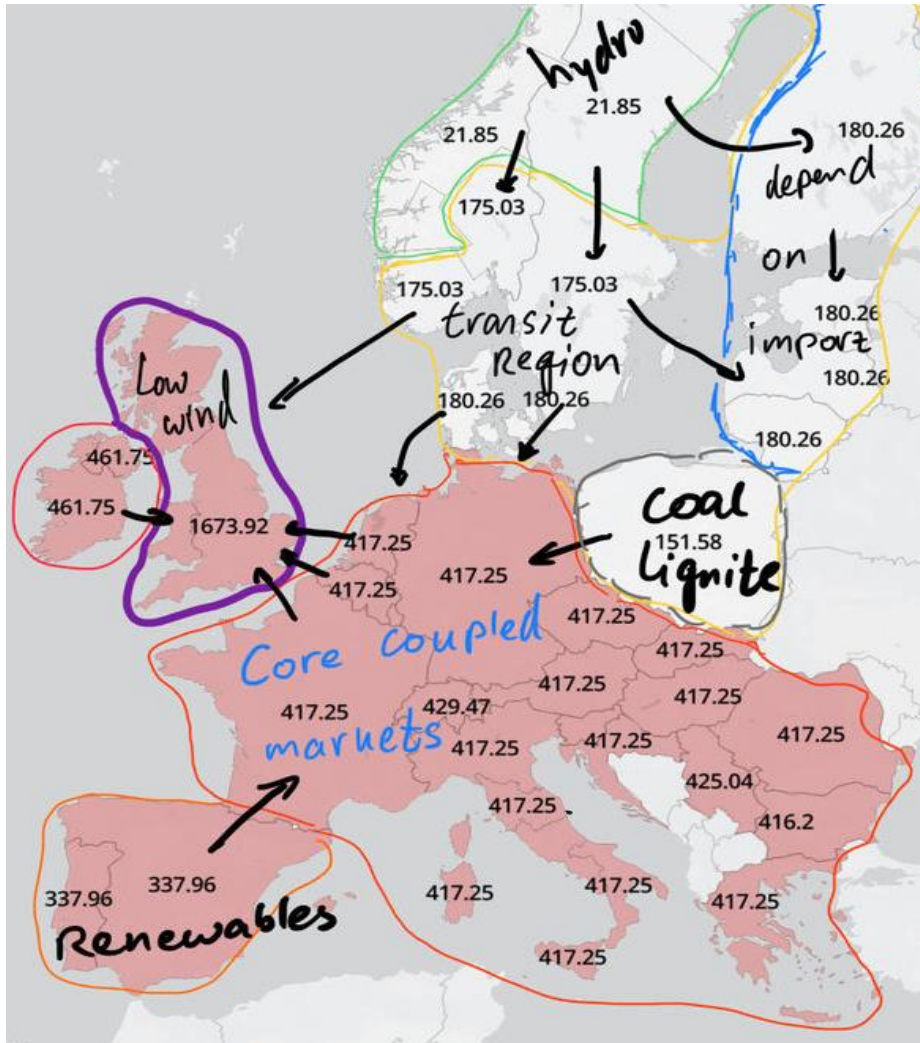 hydro
21.85
21.85
180.26
depend
175.03
on
175.03
175.03
180.26
transit
import
Region
180.26
Low
wind
180.26
180.26
180.26
461.75
Coal
461.75
1673.92
417.25
151.58
Lignite
417.25
417.25
417.25
Core coupled
417.25
417.25
417.25
429.47
417.25
markets
417.25
417.25
417.25
425.04
417.25
416.2
337.96
337.96
417.25
417.25
417.25
Renewables
417.25